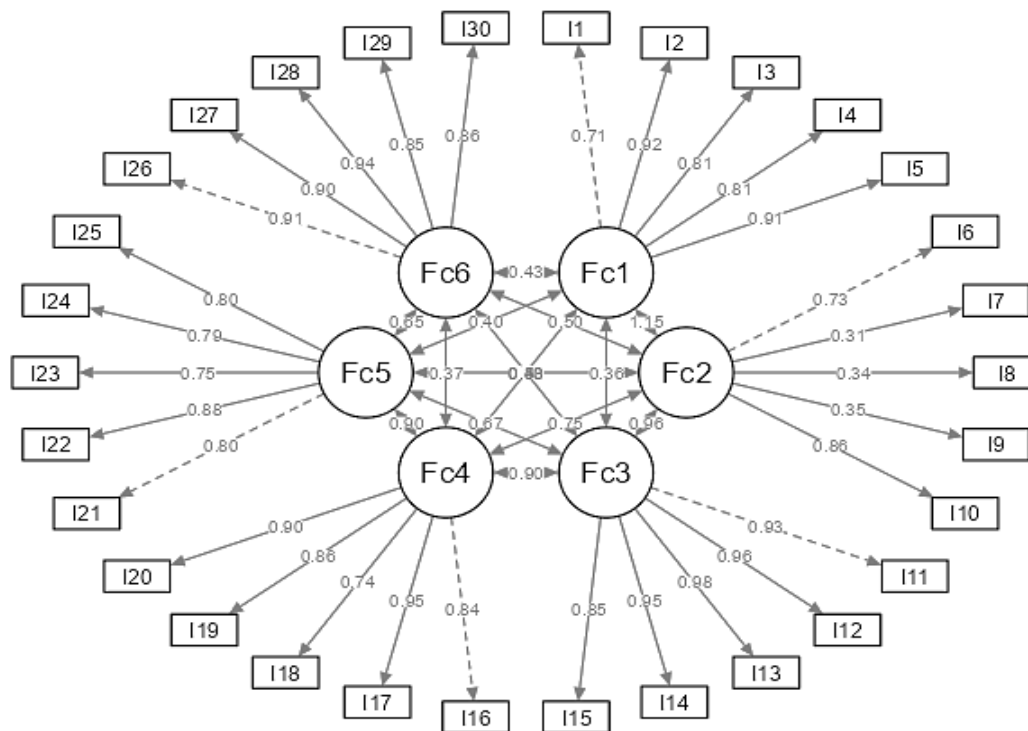 I29 I30 I1 I2
I28 I3
I27 I4
I26 I5
0.85 0.86 0.71 0.92
0.94 0.81
0.90 0.81
0.91 0.91
I25 I6
Fc6 0.43 Fc1
0.80 0.73
I24 I7
0.79 0.65 0.40 0.50 1.15 0.31
I23 0.75 Fc5 0.37 0.36 Fc2 0.34 I8
0.88 0.35
I22 I9
0.80 0.90 0.67 0.75 0.96 0.86
Fc4 0.90 Fc3
I21 I10
0.90 0.93
I20 I11
0.86 0.96
0.74 0.98
0.95 0.84 0.85 0.95
I19 I12
I18 I13
I17 I14
I16 I15